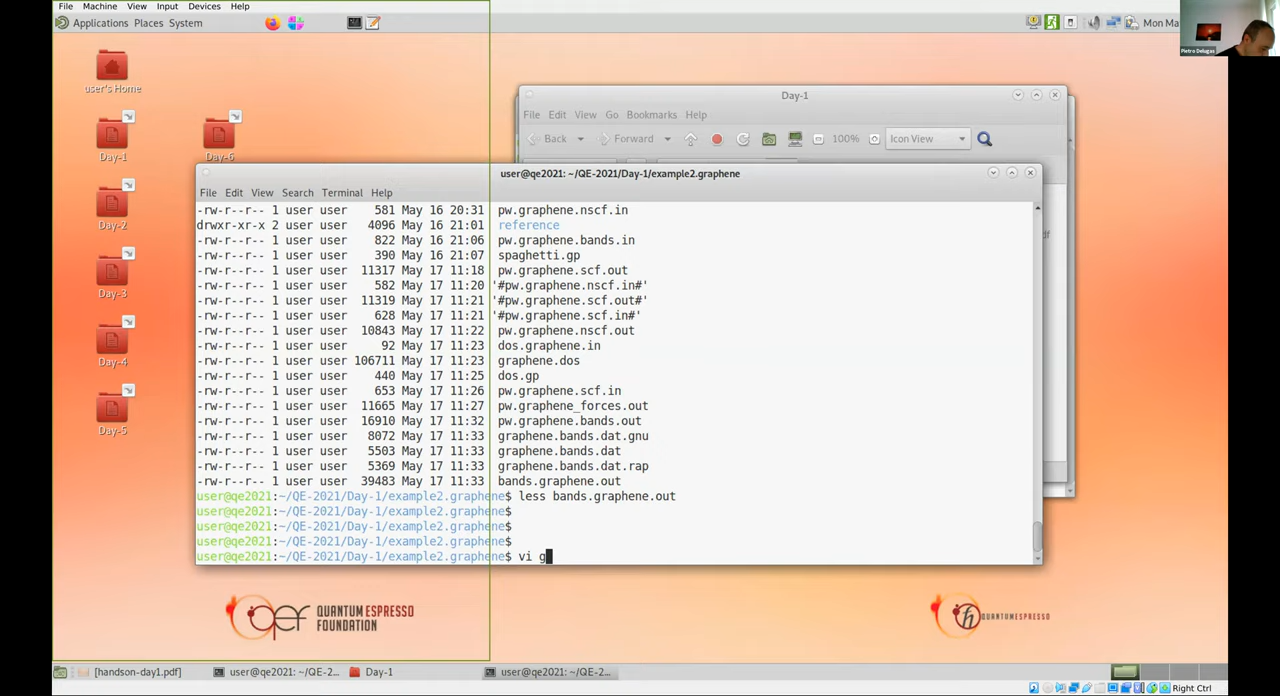 File Machine View Input Devices Help
Applications Places System
Mon Ma
Pietro Delugas
user's Home
Day-1
Day-6
Day-2
Day-3
Day-4
Day-5
Day-1
File Edit View Go Bookmarks Help
Back Forward 100% Icon View
user@qe2021: ~/QE-2021/Day-1/example2.graphene
File Edit View Search Terminal Help
-rw-r--r-- 1 user user 581 May 16 20:31 pw.graphene.nscf.in
drwxr-xr-x 2 user user 4096 May 16 21:01 reference
-rw-r--r-- 1 user user 822 May 16 21:06 pw.graphene.bands.in
-rw-r--r-- 1 user user 390 May 16 21:07 spaghetti.gp
-rw-r--r-- 1 user user 11317 May 17 11:18 pw.graphene.scf.out
-rw-r--r-- 1 user user 582 May 17 11:20 '#pw.graphene.nscf.in#'
-rw-r--r-- 1 user user 11319 May 17 11:21 '#pw.graphene.scf.out#'
-rw-r--r-- 1 user user 628 May 17 11:21 '#pw.graphene.scf.in#'
-rw-r--r-- 1 user user 10843 May 17 11:22 pw.graphene.nscf.out
-rw-r--r-- 1 user user 92 May 17 11:23 dos.graphene.in
-rw-r--r-- 1 user user 106711 May 17 11:23 graphene.dos
-rw-r--r-- 1 user user 440 May 17 11:25 dos.gp
-rw-r--r-- 1 user user 653 May 17 11:26 pw.graphene.scf.in
-rw-r--r-- 1 user user 11665 May 17 11:27 pw.graphene_forces.out
-rw-r--r-- 1 user user 16910 May 17 11:32 pw.graphene.bands.out
-rw-r--r-- 1 user user 8072 May 17 11:33 graphene.bands.dat.gnu
-rw-r--r-- 1 user user 5503 May 17 11:33 graphene.bands.dat
-rw-r--r-- 1 user user 5369 May 17 11:33 graphene.bands.dat.rap
-rw-r--r-- 1 user user 39483 May 17 11:33 bands.graphene.out
user@qe2021:~/QE-2021/Day-1/example2.graphene$ less bands.graphene.out
user@qe2021:~/QE-2021/Day-1/example2.graphene$
user@qe2021:~/QE-2021/Day-1/example2.graphene$
user@qe2021:~/QE-2021/Day-1/example2.graphene$
user@qe2021:~/QE-2021/Day-1/example2.graphene$ vi g
df
QUANTUM ESPRESSO
FOUNDATION
QUANTUMESPRESSO
[handson-day1.pdf] user@qe2021: ~/QE-2... Day-1 user@qe2021: ~/QE-2...
Right Ctrl